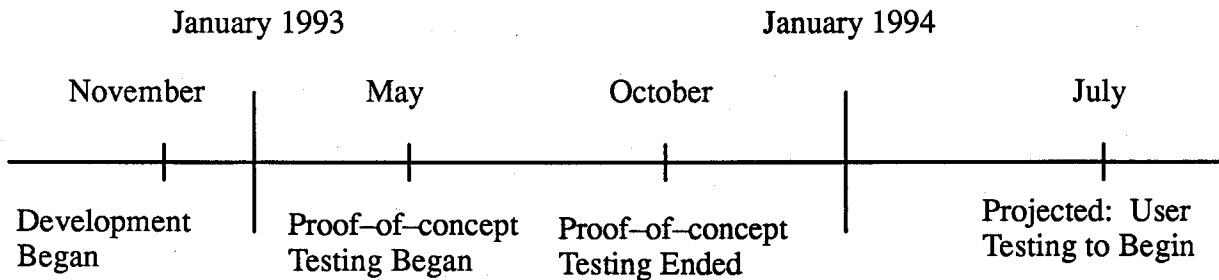 January 1993
January 1994
November
May
October
July
Development
Began
Proof–of–concept
Testing Began
Proof–of–concept
Testing Ended
Projected: User
Testing to Begin